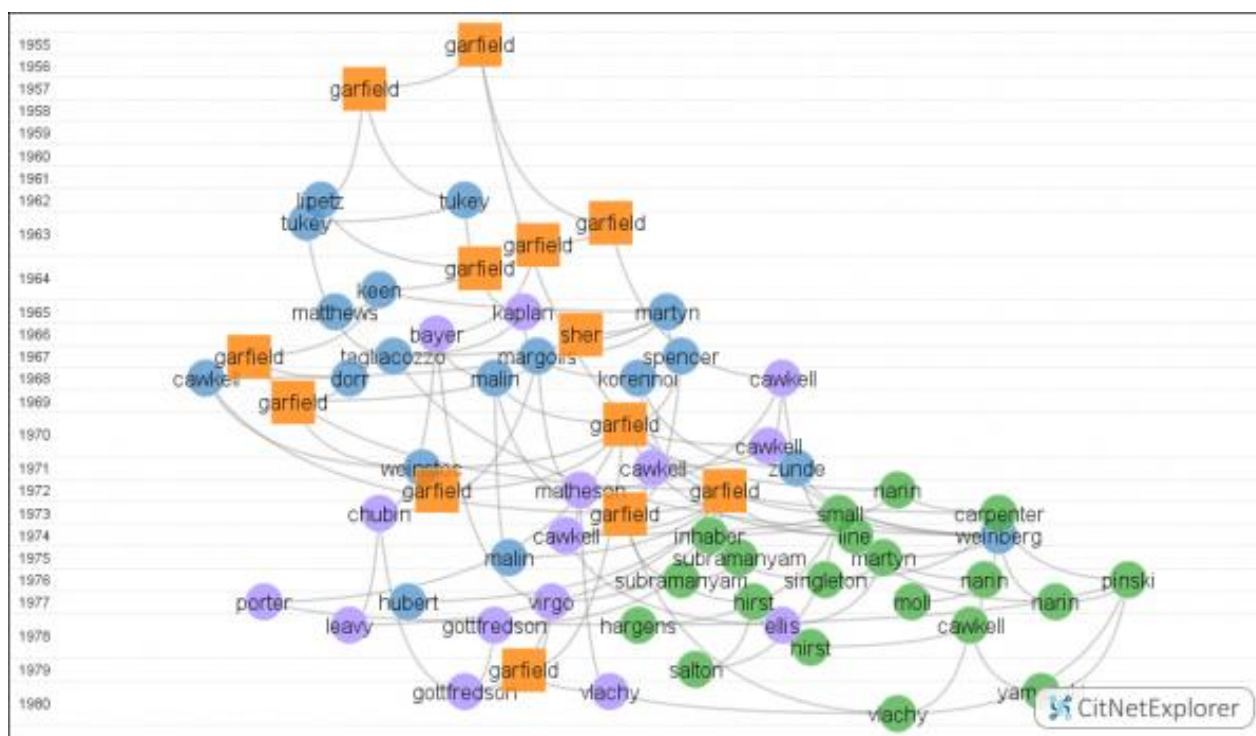 1955
garfield
1956
1957
garfield
1958
1959
1960
1961
1962
lipetz
tukey
tukey
garfield
1963
garfield
garfield
1964
keen
1965
matthews
kaplan
martyn
1966
bayer
sher
1967
garfield
tagliacozzo
margolis
spencer
1968
cawkell
dorr
malin
korennoi
cawkell
1969
garfield
garfield
1970
cawkell
1971
cawkell
zunde
1972
garfield
matheson
garfield
narin
1973
chubin
garfield
small
carpenter
1974
cawkell
inhaber
line
weinberg
1975
malin
subramanyam
martyn
1976
subramanyam
singleton
narin
pinski
1977
porter
hubert
virgo
hirst
moll
narin
leavy
gottfredson
hargens
ellis
cawkell
1978
hirst
1979
garfield
salton
gottfredson
vlachy
1980
vlachy
CitNetExplorer